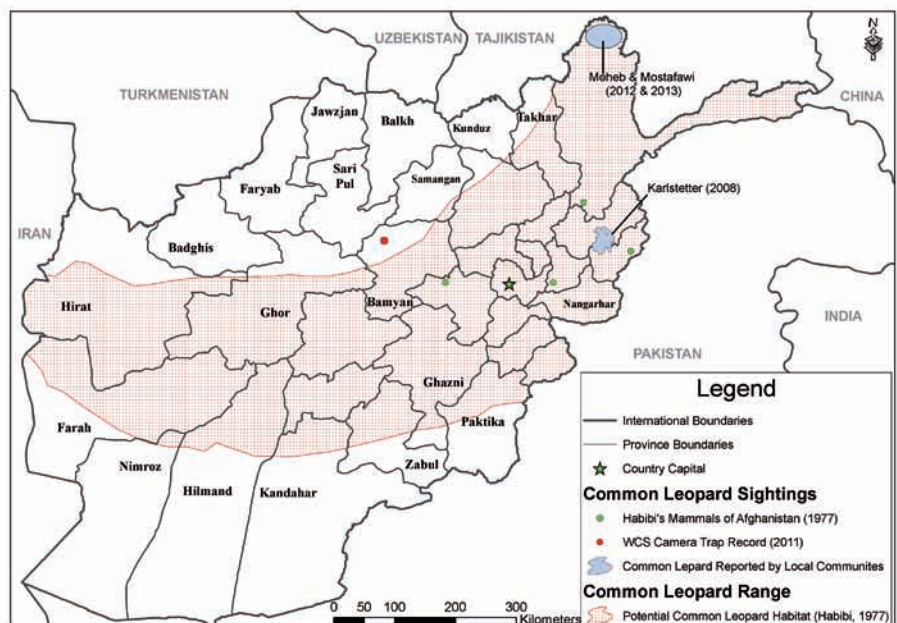 N
UZBEKISTAN
TAJIKISTAN
Moheb & Mostafawi
(2012 & 2013)
TURKMENISTAN
CHINA
Jawzjan
Balkh
Kunduz
Takhar
Sari
Pul
Samangan
Faryab
Karlstetter (2008)
IRAN
Badghis
Hirat
Ghor
Bamyan
Nangarhar
INDIA
PAKISTAN
Ghazni
Farah
Paktika
Zabul
Nimroz
Hilmand
Kandahar
Legend
International Boundaries
Province Boundaries
Country Capital
Common Leopard Sightings
Habibi's Mammals of Afghanistan (1977)
WCS Camera Trap Record (2011)
Common Lepard Reported by Local Communites
Common Leopard Range
Potential Common Leopard Habitat (Habibi, 1977)
0 50 100 200 300
Kilometers